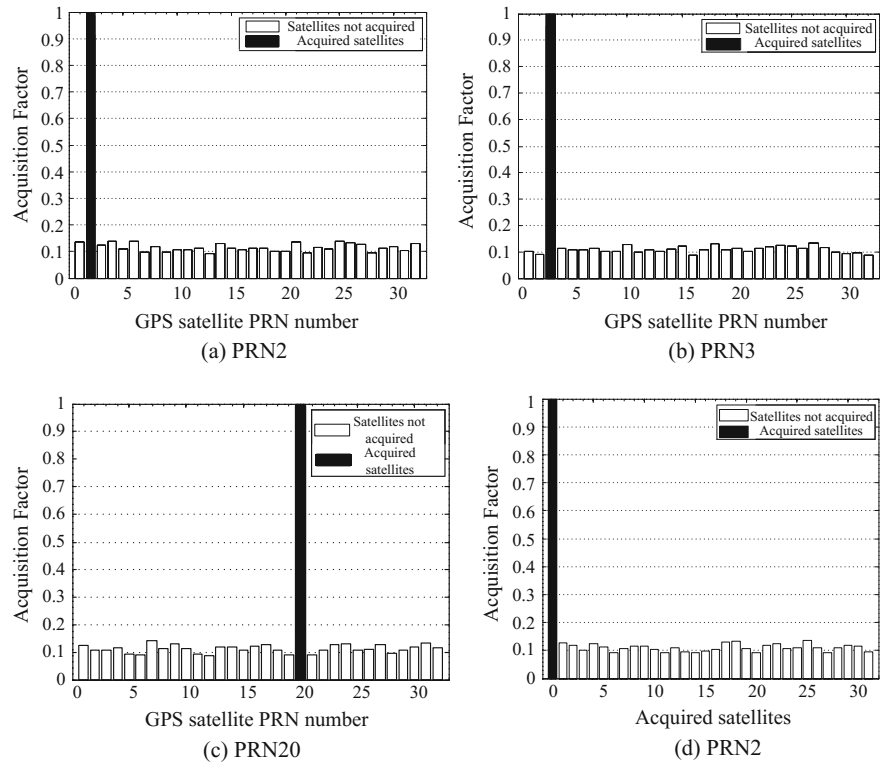 1
0.9
0.8
0.7
0.6
0.5
0.4
0.3
0.2
0.1
0
Acquisition Factor
Satellites not acquired
Acquired satellites
0 5 10 15 20 25 30
GPS satellite PRN number
(a) PRN2
1
0.9
0.8
0.7
0.6
0.5
0.4
0.3
0.2
0.1
0
Acquisition Factor
Satellites not acquired
Acquired satellites
0 5 10 15 20 25 30
GPS satellite PRN number
(b) PRN3
1
0.9
0.8
0.7
0.6
0.5
0.4
0.3
0.2
0.1
0
Acquisition Factor
Satellites not
acquired
Acquired
satellites
0 5 10 15 20 25 30
GPS satellite PRN number
(c) PRN20
1
0.9
0.8
0.7
0.6
0.5
0.4
0.3
0.2
0.1
0
Acquisition Factor
Satellites not acquired
Acquired satellites
0 5 10 15 20 25 30
Acquired satellites
(d) PRN2